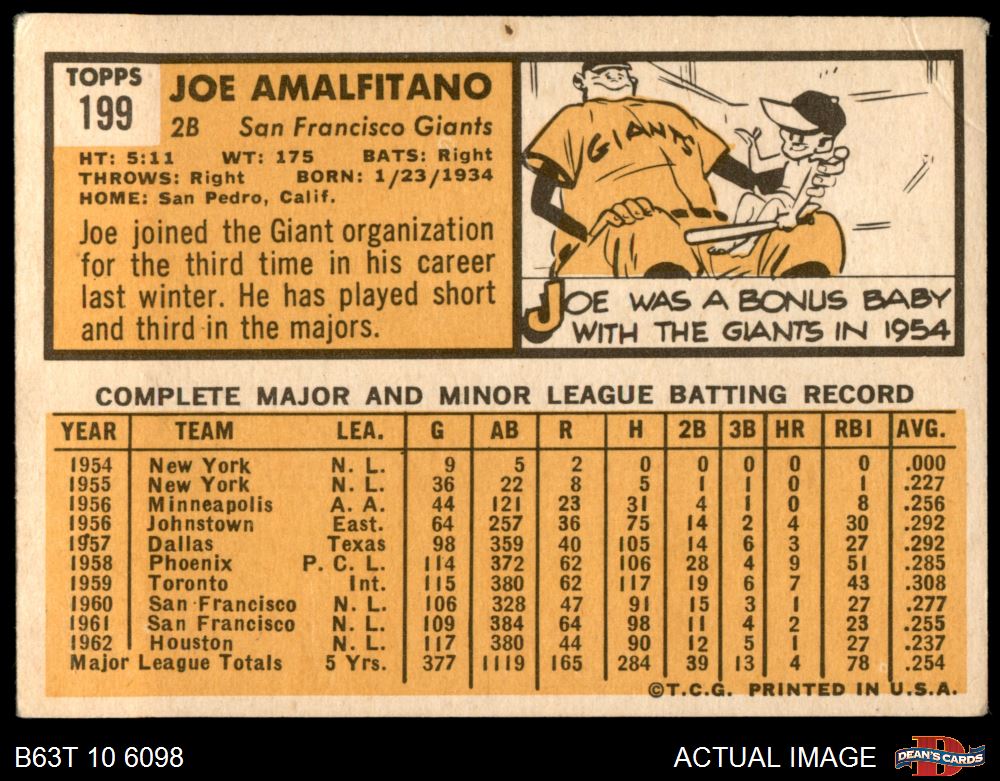 TOPPS
199
JOE AMALFITANO
2B San Francisco Giants
HT: 5:11 WT: 175 BATS: Right
THROWS: Right BORN: 1/23/1934
HOME: San Pedro, Calif.
Joe joined the Giant organization
for the third time in his career
last winter. He has played short
and third in the majors.
GIANTS
JOE WAS A BONUS BABY
WITH THE GIANTS IN 1954
COMPLETE MAJOR AND MINOR LEAGUE BATTING RECORD
YEAR TEAM LEA. G AB R H 2B 3B HR RBI AVG.
1954 New York N. L. 9 5 2 0 0 0 0 0 .000
1955 New York N. L. 36 22 8 5 1 1 0 1 .227
1956 Minneapolis A. A. 44 121 23 31 4 1 0 8 .256
1956 Johnstown East. 64 257 36 75 14 2 4 30 .292
1957 Dallas Texas 98 359 40 105 14 6 3 27 .292
1958 Phoenix P. C. L. 114 372 62 106 28 4 9 51 .285
1959 Toronto Int. 115 380 62 117 19 6 7 43 .308
1960 San Francisco N. L. 106 328 47 91 15 3 1 27 .277
1961 San Francisco N. L. 109 384 64 98 11 4 2 23 .255
1962 Houston N. L. 117 380 44 90 12 5 1 27 .237
Major League Totals 5 Yrs. 377 1119 165 284 39 13 4 78 .254
©T.C.G. PRINTED IN U.S.A.
B63T 10 6098
ACTUAL IMAGE
D
DEAN'S CARDS